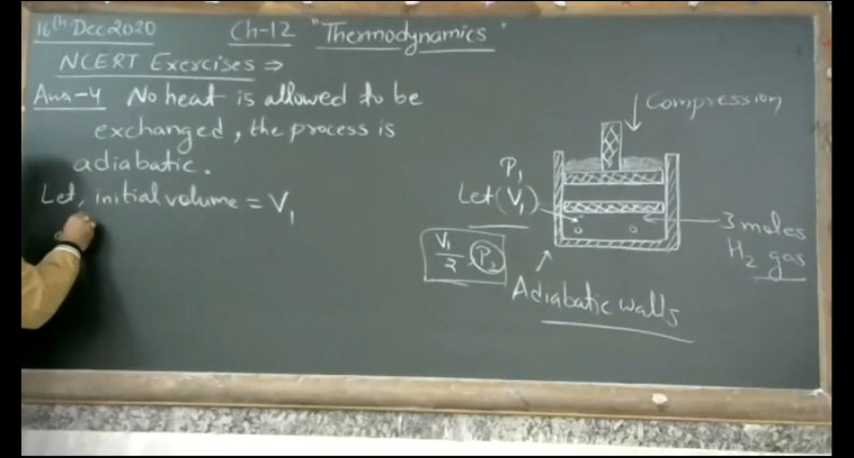 16th Dec 2020
Ch-12 "Thermodynamics"
NCERT Exercises ⇒
Ans-4 No heat is allowed to be
exchanged, the process is
adiabatic.
Let, initial volume = V₁
Compression
P₁
Let (V₁)
V₁/2, P₂
3 moles
H₂ gas
Adiabatic walls